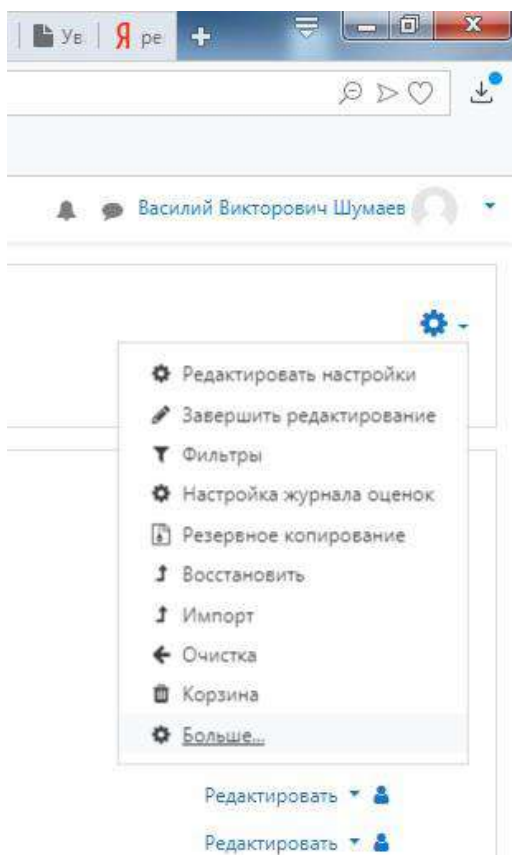 Ув
Я ре
Василий Викторович Шумаев
Редактировать настройки
Завершить редактирование
Фильтры
Настройка журнала оценок
Резервное копирование
Восстановить
Импорт
Очистка
Корзина
Больше...
Редактировать
Редактировать